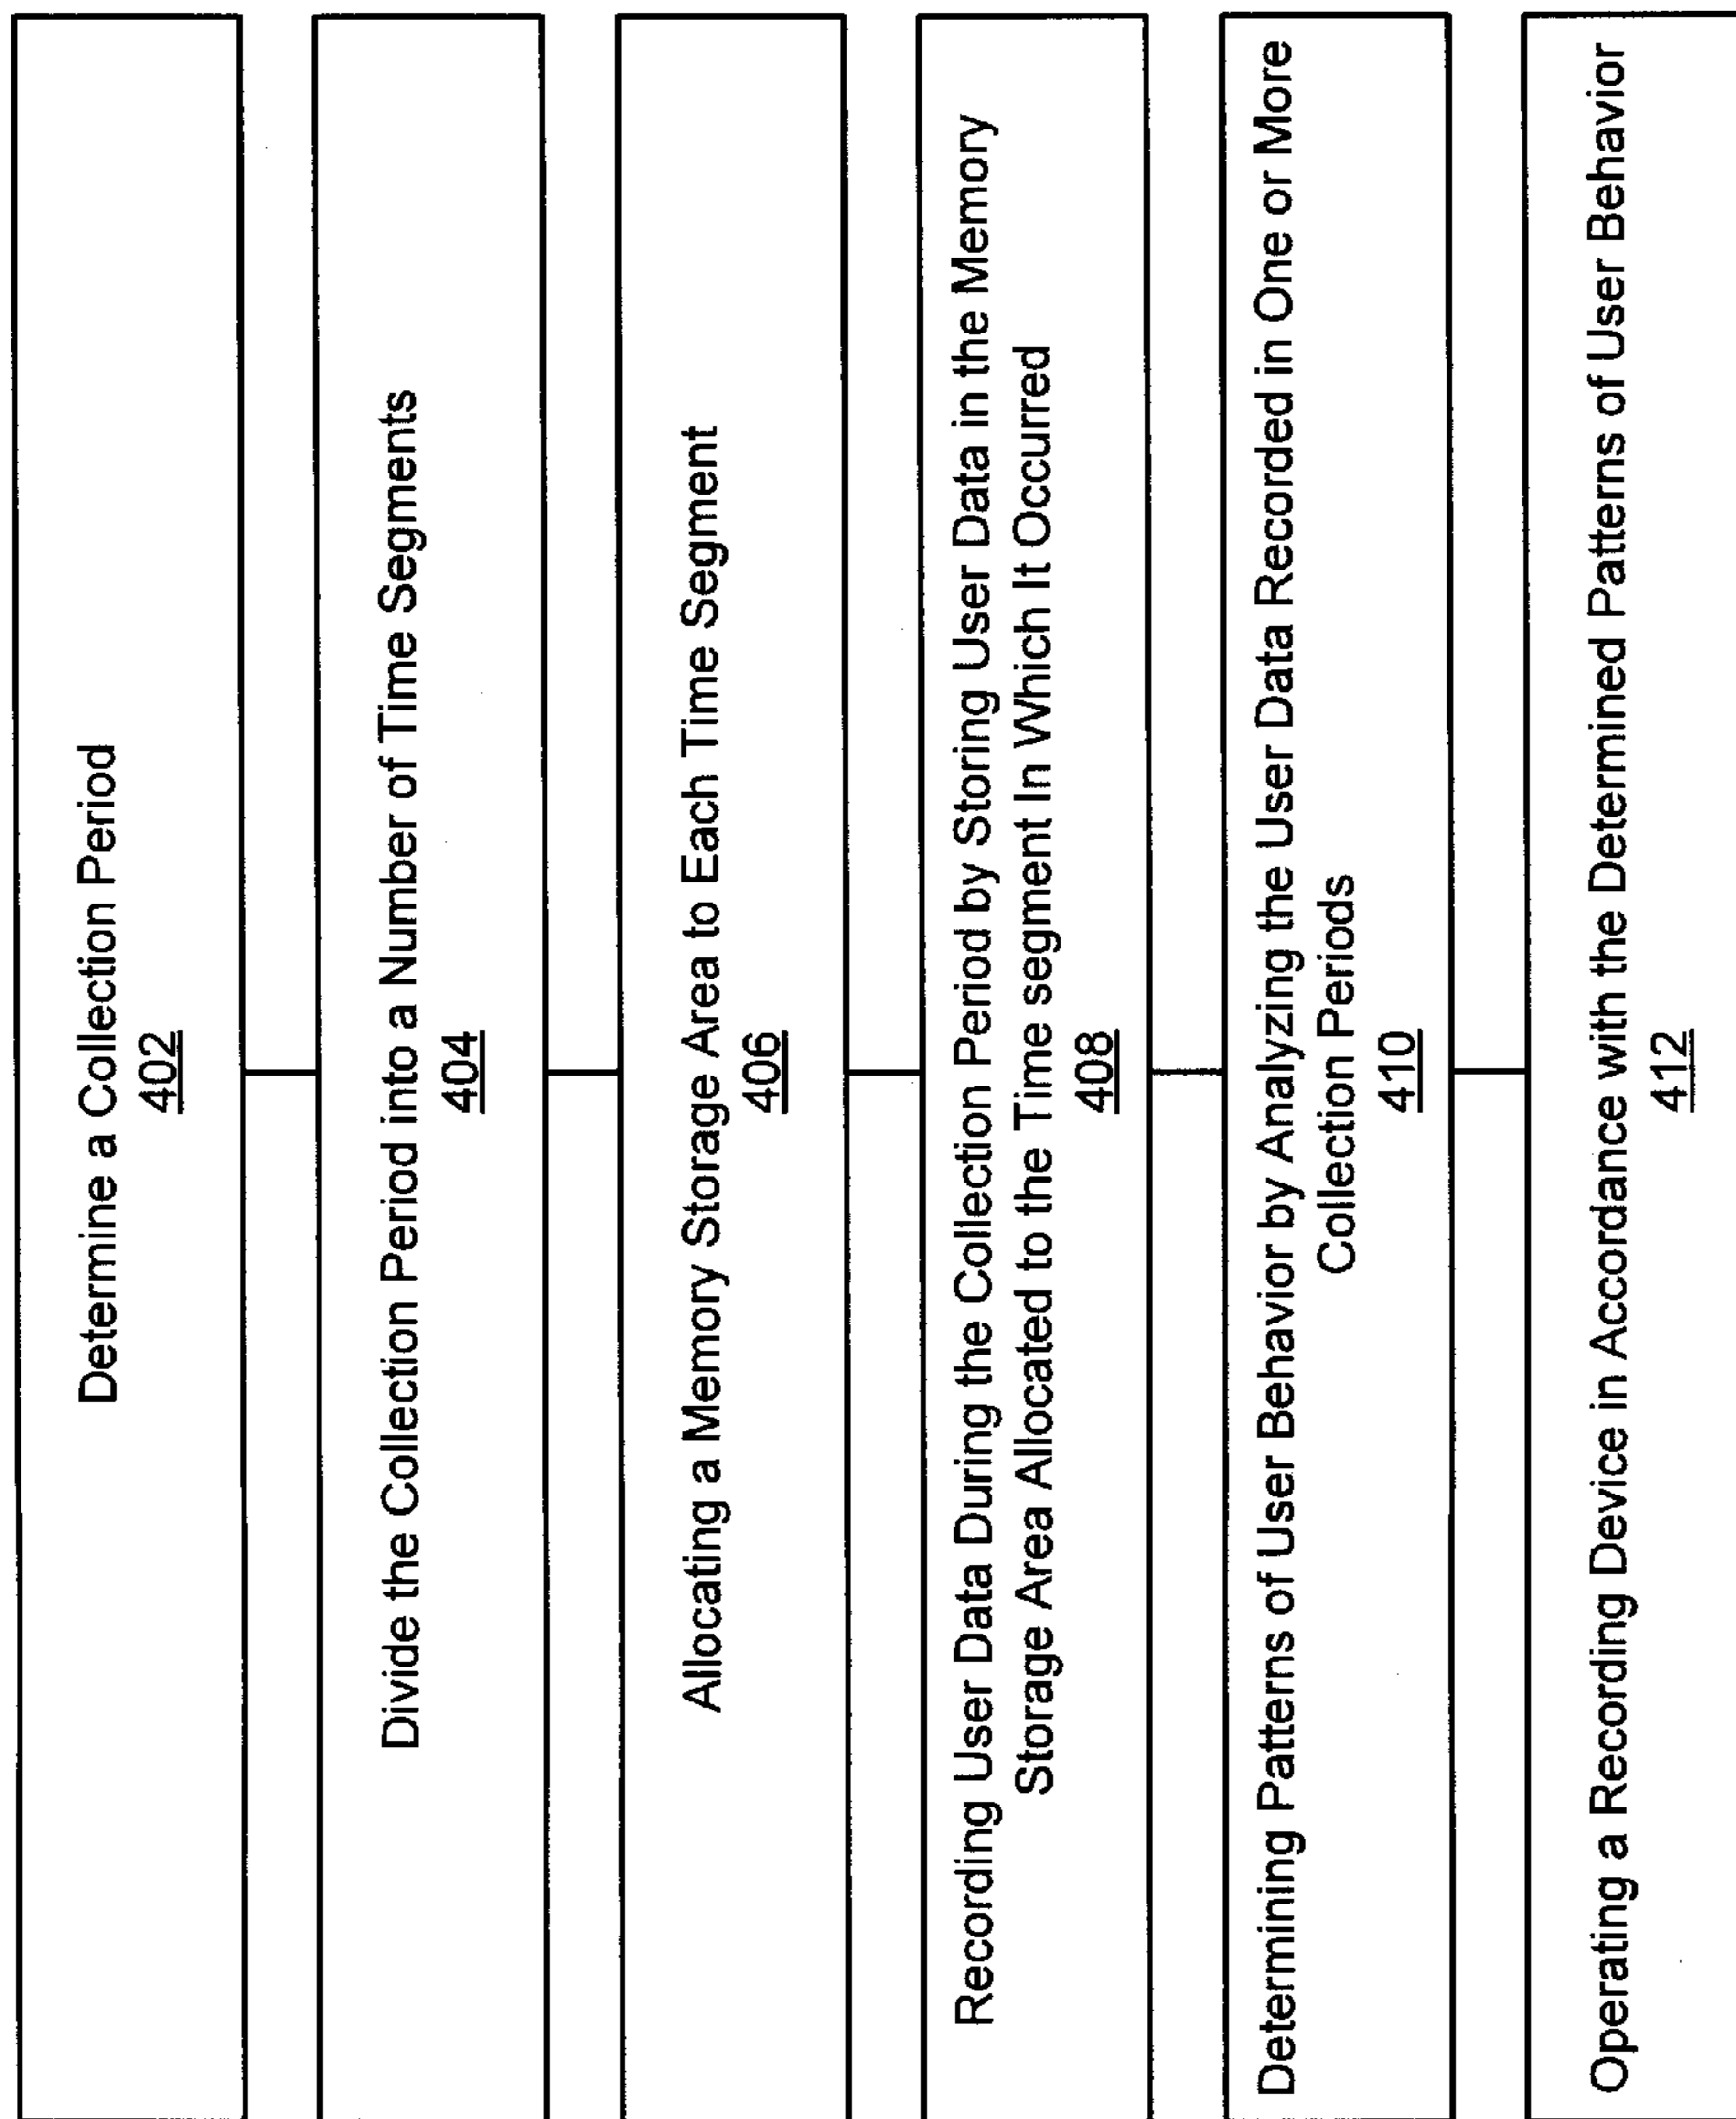 Determine a Collection Period
402
Divide the Collection Period into a Number of Time Segments
404
Allocating a Memory Storage Area to Each Time Segment
406
Recording User Data During the Collection Period by Storing User Data in the Memory
Storage Area Allocated to the Time segment In Which It Occurred
408
Determining Patterns of User Behavior by Analyzing the User Data Recorded in One or More
Collection Periods
410
Operating a Recording Device in Accordance with the Determined Patterns of User Behavior
412